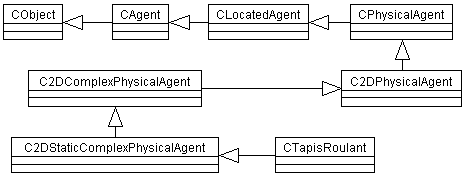 CObject
CAgent
CLocatedAgent
CPhysicalAgent
C2DComplexPhysicalAgent
C2DPhysicalAgent
C2DStaticComplexPhysicalAgent
CTapisRoulant